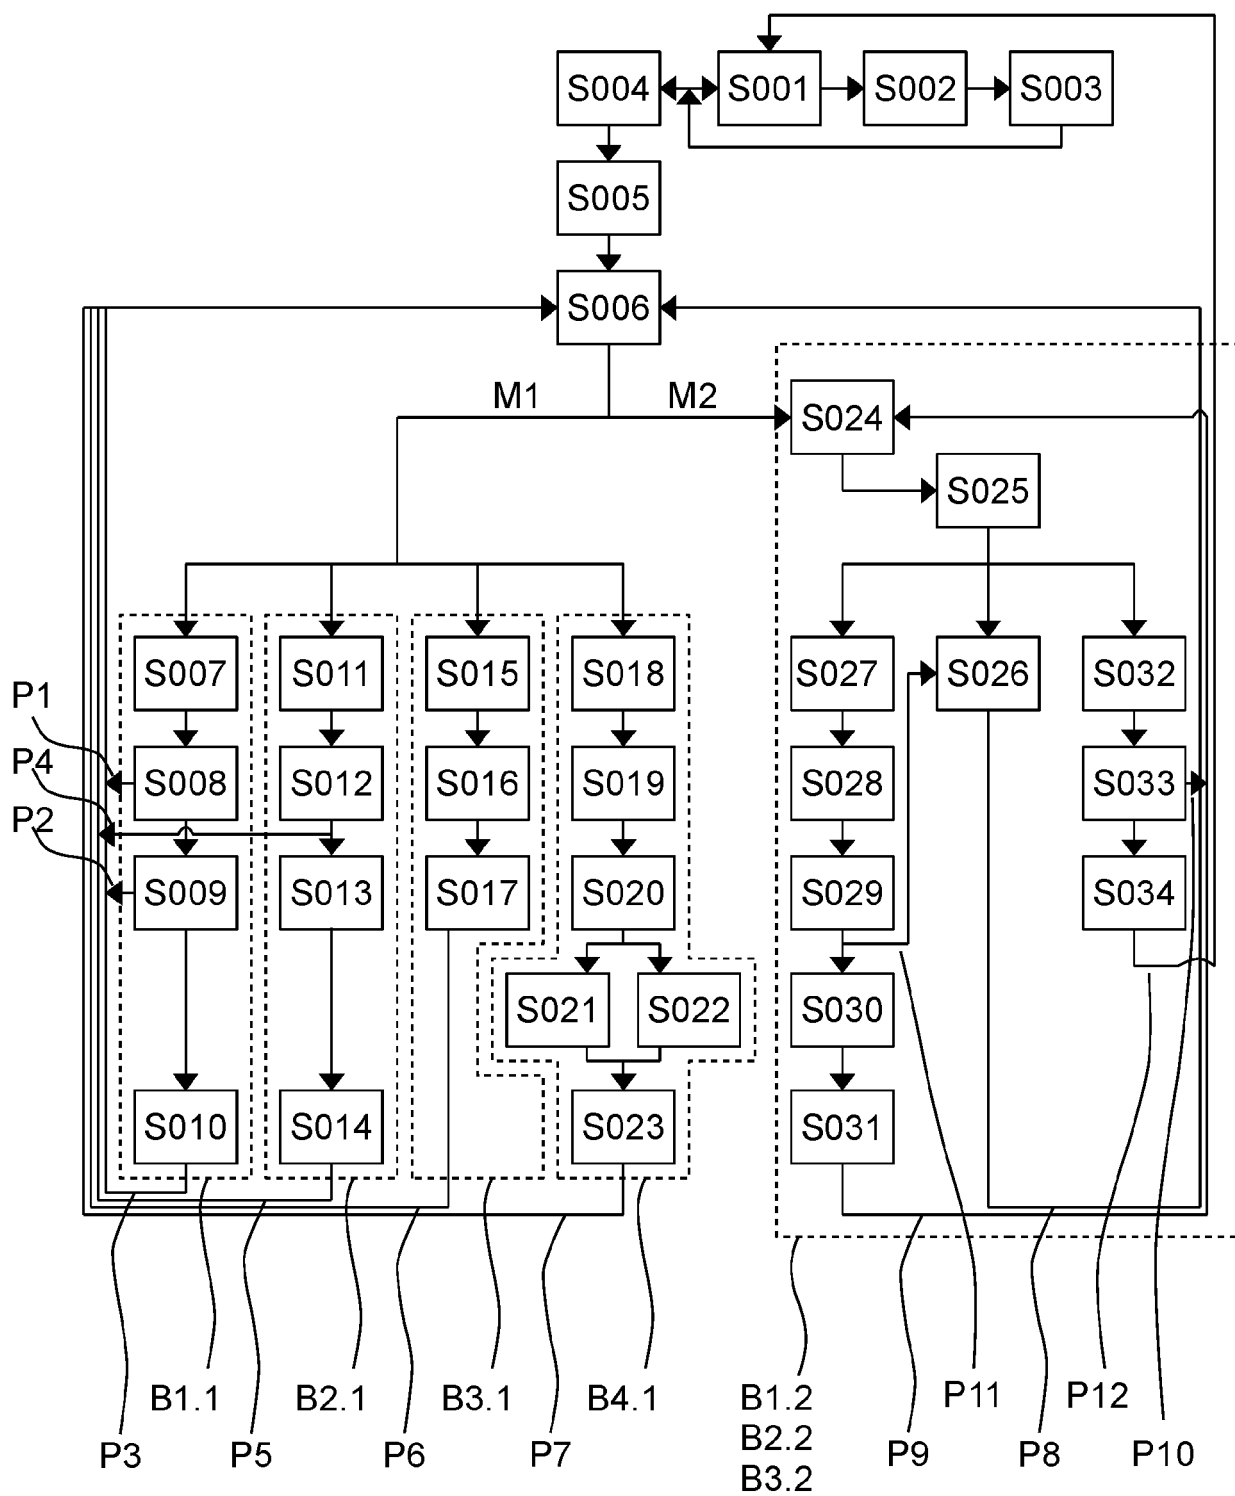 S004 S001 S002 S003
S005
S006
M1 M2
S024
S025
S007 S011 S015 S018 S027 S026 S032
P1
S008 S012 S016 S019 S028 S033
P4
P2
S009 S013 S017 S020 S029 S034
S021 S022 S030
S010 S014 S023 S031
B1.1 B2.1 B3.1 B4.1 B1.2 P11 P12
B2.2
P3 P5 P6 P7 P9 P8 P10
B3.2